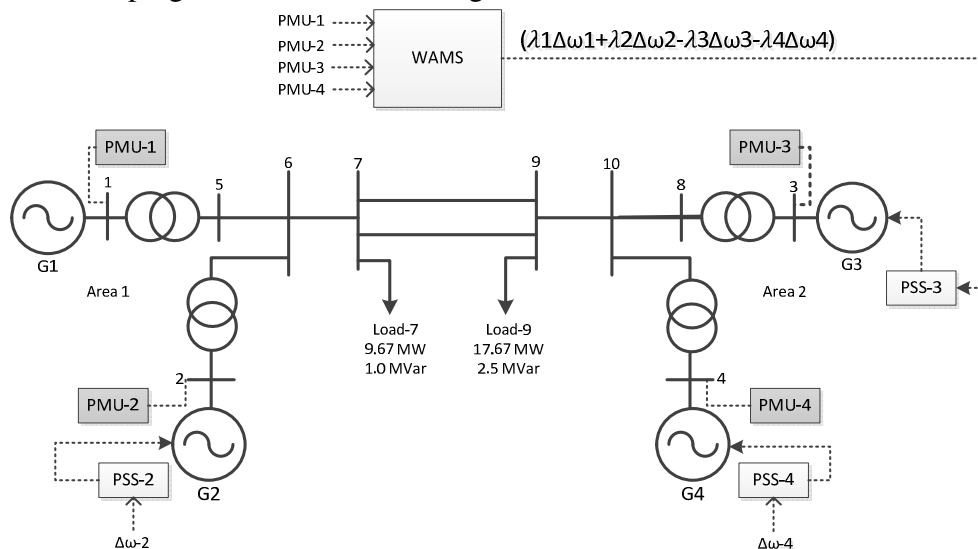 PMU-1
PMU-2
PMU-3
PMU-4
WAMS
(λ1Δω1+λ2Δω2-λ3Δω3-λ4Δω4)
PMU-1
PMU-3
1
5
6
7
9
10
8
3
G1
G3
Area 1
Area 2
PSS-3
Load-7
9.67 MW
1.0 MVar
Load-9
17.67 MW
2.5 MVar
2
4
PMU-2
PMU-4
PSS-2
G2
G4
PSS-4
Δω-2
Δω-4